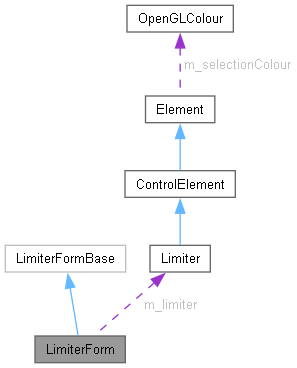 OpenGLColour
m_selectionColour
Element
ControlElement
LimiterFormBase
Limiter
m_limiter
LimiterForm